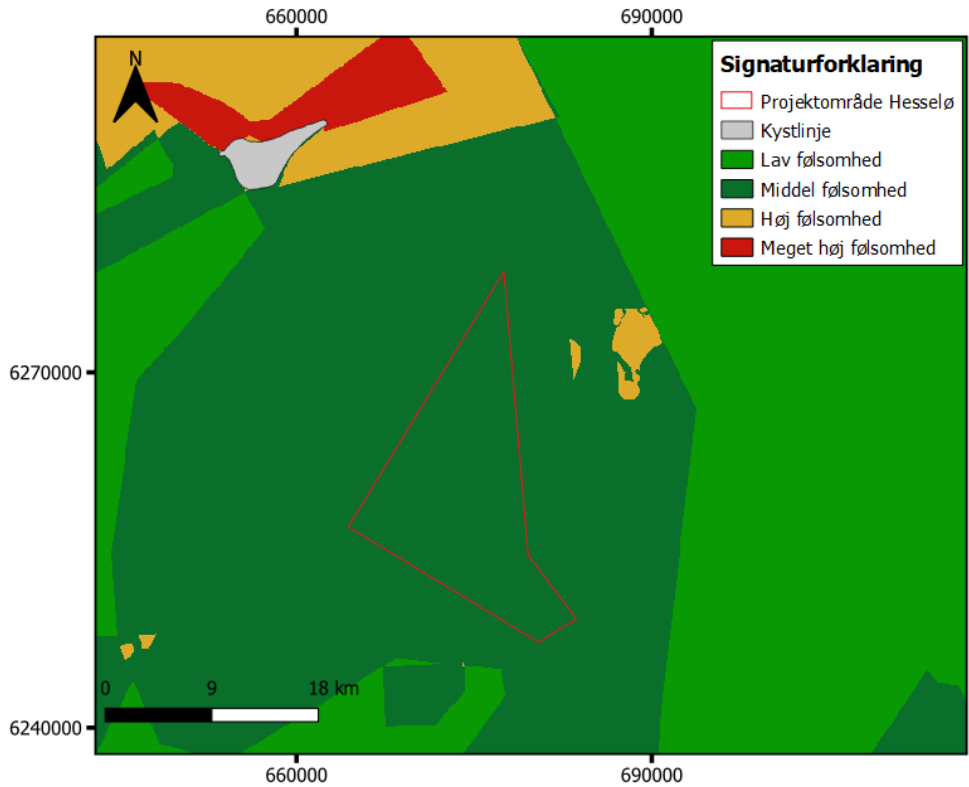 660000 690000
N
Signaturforklaring
Projektområde Hesselø
Kystlinje
Lav følsomhed
Middel følsomhed
Høj følsomhed
Meget høj følsomhed
6270000
0 9 18 km
6240000
660000 690000